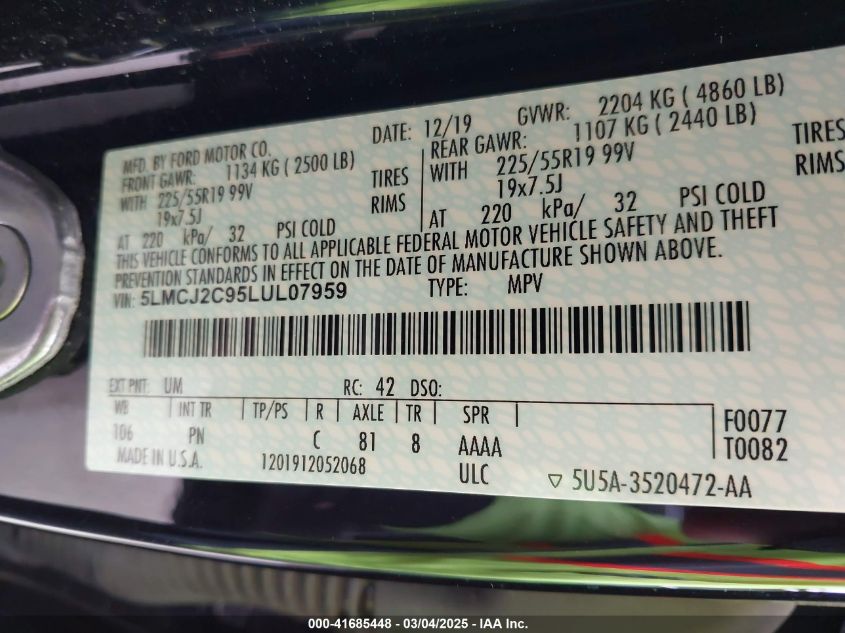 MFD. BY FORD MOTOR CO.
DATE: 12/19 GVWR: 2204 KG ( 4860 LB)
FRONT GAWR: 1134 KG ( 2500 LB)
REAR GAWR: 1107 KG ( 2440 LB)
WITH 225/55R19 99V TIRES
WITH 225/55R19 99V TIRES
19x7.5J RIMS
19x7.5J RIMS
AT 220 kPa/ 32 PSI COLD
AT 220 kPa/ 32 PSI COLD
THIS VEHICLE CONFORMS TO ALL APPLICABLE FEDERAL MOTOR VEHICLE SAFETY AND THEFT
PREVENTION STANDARDS IN EFFECT ON THE DATE OF MANUFACTURE SHOWN ABOVE.
VIN: 5LMCJ2C95LUL07959 TYPE: MPV
EXT PNT: UM RC: 42 DSO:
WB INT TR TP/PS R AXLE TR SPR F0077
106 PN C 81 8 AAAA T0082
MADE IN U.S.A. 1201912052068 ULC 5U5A-3520472-AA
000-41685448 - 03/04/2025 - IAA Inc.